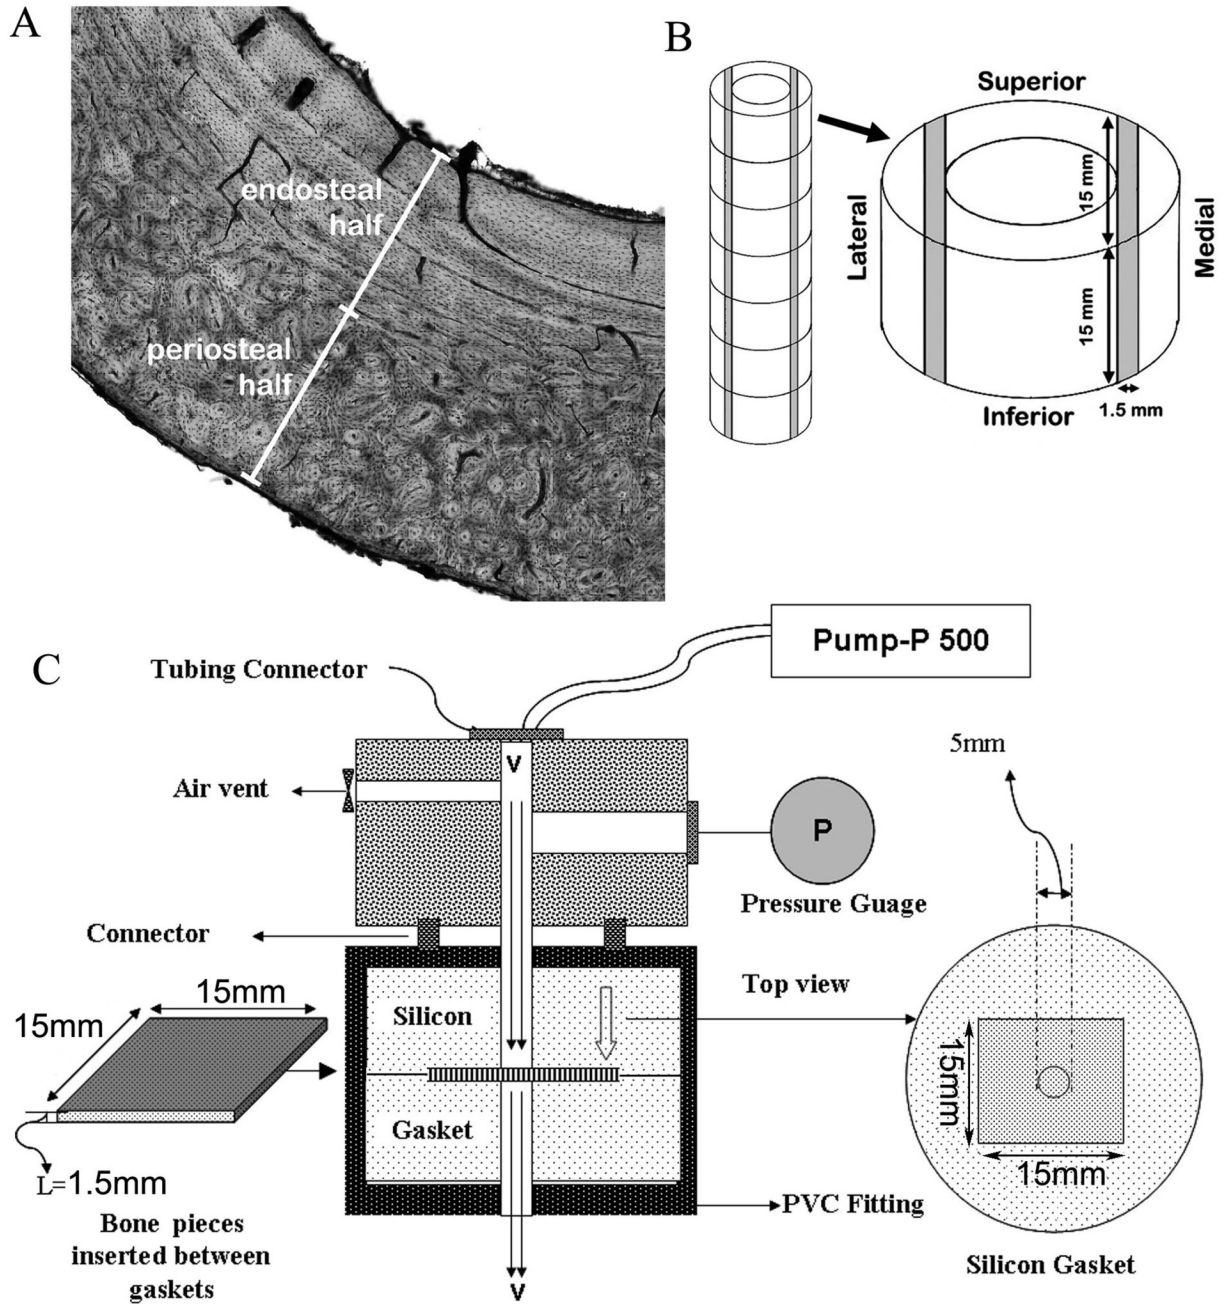 A
endosteal
half
periosteal
half
B
Superior
Lateral
Medial
15 mm
15 mm
1.5 mm
Inferior
C
Pump-P 500
Tubing Connector
V
Air vent
P
Pressure Guage
5mm
Connector
15mm
15mm
L=1.5mm
Bone pieces
inserted between
gaskets
Silicon
Gasket
Top view
PVC Fitting
V
15mm
15mm
Silicon Gasket